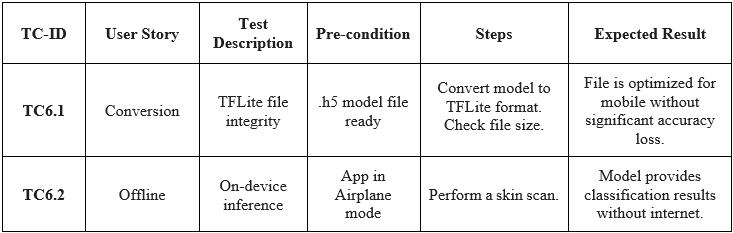 TC-ID User Story Test Description Pre-condition Steps Expected Result
TC6.1 Conversion TFLite file integrity .h5 model file ready Convert model to TFLite format. Check file size. File is optimized for mobile without significant accuracy loss.
TC6.2 Offline On-device inference App in Airplane mode Perform a skin scan. Model provides classification results without internet.